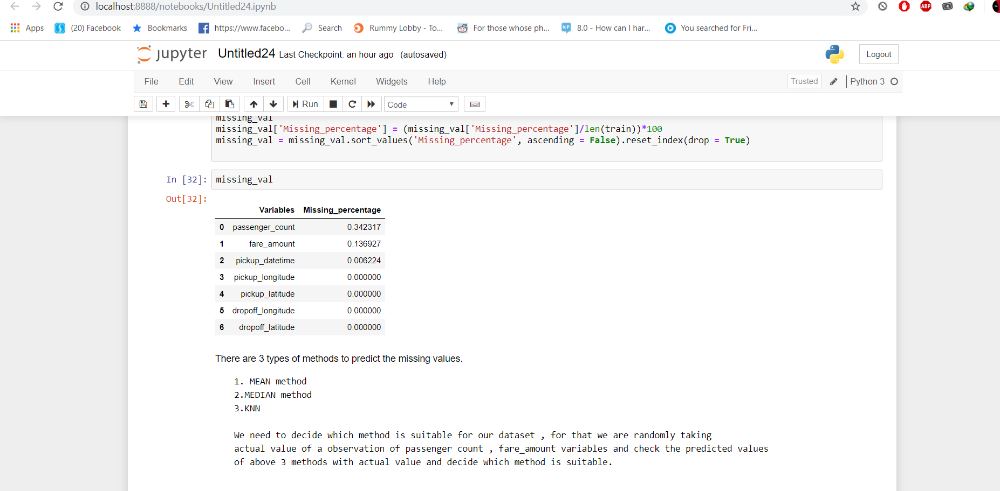 localhost:8888/notebooks/Untitled24.ipynb
ABP
Apps (20) Facebook Bookmarks https://www.facebo... Search Rummy Lobby - To... For those whose ph... WP 8.0 - How can I har... You searched for Fri...
jupyter Untitled24 Last Checkpoint: an hour ago (autosaved) Logout
File Edit View Insert Cell Kernel Widgets Help Trusted Python 3
Run Code
missing_val
missing_val['Missing_percentage'] = (missing_val['Missing_percentage']/len(train))*100
missing_val = missing_val.sort_values('Missing_percentage', ascending = False).reset_index(drop = True)
In [32]: missing_val
Out[32]:
Variables Missing_percentage
0 passenger_count 0.342317
1 fare_amount 0.136927
2 pickup_datetime 0.006224
3 pickup_longitude 0.000000
4 pickup_latitude 0.000000
5 dropoff_longitude 0.000000
6 dropoff_latitude 0.000000
There are 3 types of methods to predict the missing values.
1. MEAN method
2.MEDIAN method
3.KNN
We need to decide which method is suitable for our dataset , for that we are randomly taking
actual value of a observation of passenger count , fare_amount variables and check the predicted values
of above 3 methods with actual value and decide which method is suitable.